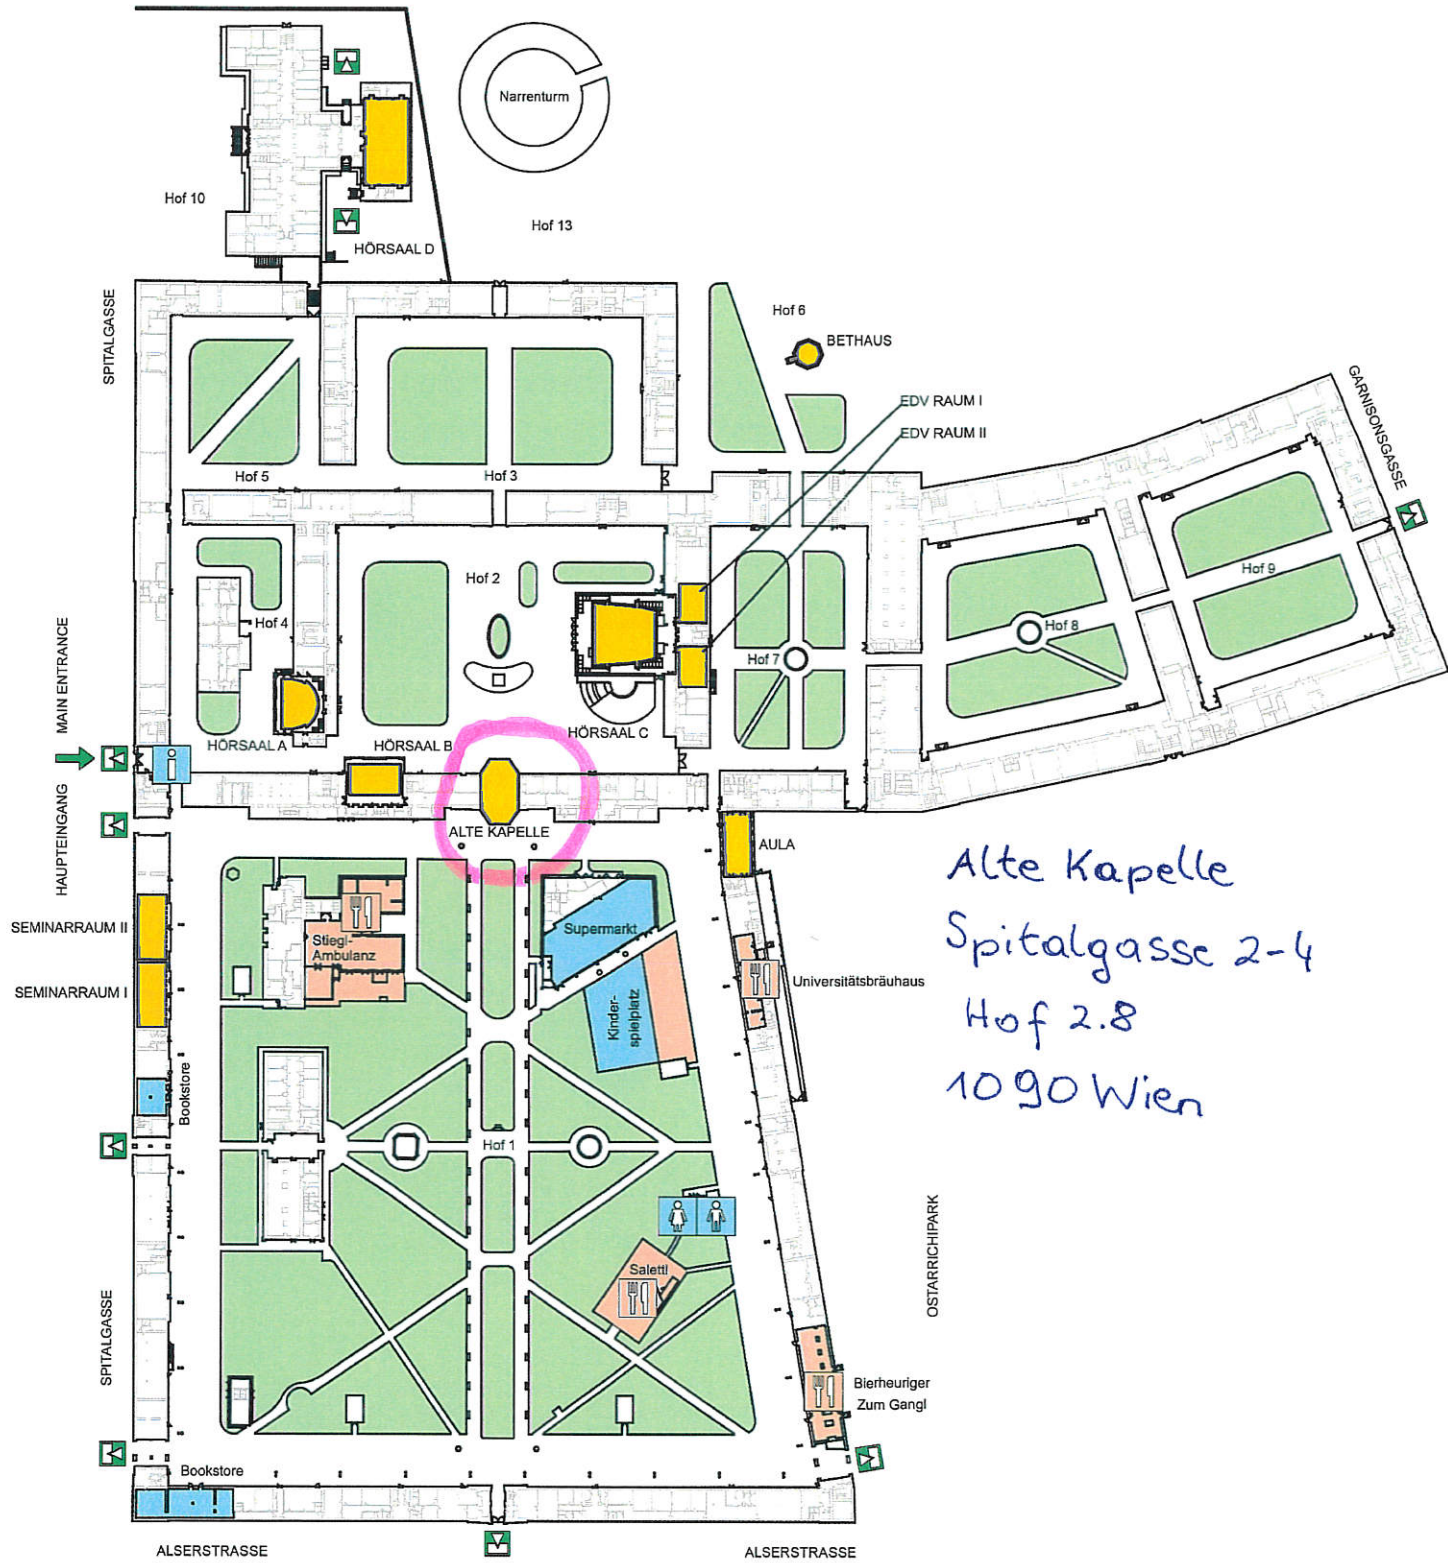 Narrenturm
Hof 10
Hof 13
HÖRSAAL D
SPITALGASSE
Hof 6
BETHAUS
GARNISONSGASSE
EDV RAUM I
EDV RAUM II
Hof 5
Hof 3
Hof 2
Hof 9
Hof 4
Hof 8
Hof 7
MAIN ENTRANCE
HAUPTEINGANG
i
HÖRSAAL A
HÖRSAAL B
HÖRSAAL C
ALTE KAPELLE
AULA
SEMINARRAUM II
SEMINARRAUM I
Stiegl-
Ambulanz
Supermarkt
Kinder-
spielplatz
Universitätsbräuhaus
Bookstore
Hof 1
Alte Kapelle
Spitalgasse 2-4
Hof 2.8
1090 Wien
OSTARRICHIPARK
Salettl
SPITALGASSE
Bierheuriger
Zum Gangl
Bookstore
ALSERSTRASSE
ALSERSTRASSE